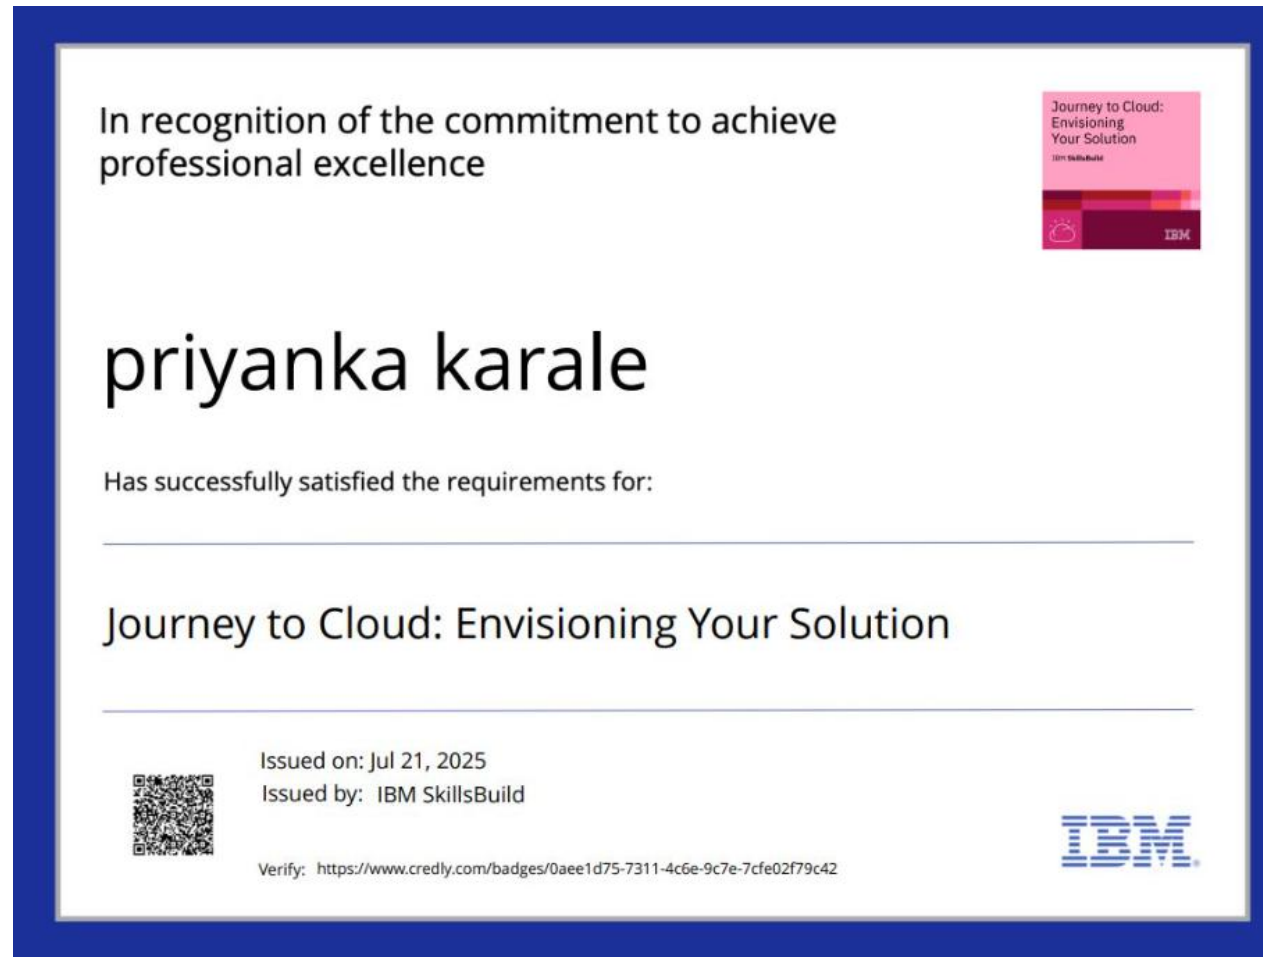 In recognition of the commitment to achieve
professional excellence
Journey to Cloud:
Envisioning
Your Solution
IBM SkillsBuild
IBM
priyanka karale
Has successfully satisfied the requirements for:
Journey to Cloud: Envisioning Your Solution
Issued on: Jul 21, 2025
Issued by: IBM SkillsBuild
Verify: https://www.credly.com/badges/0aee1d75-7311-4c6e-9c7e-7cfe02f79c42
IBM